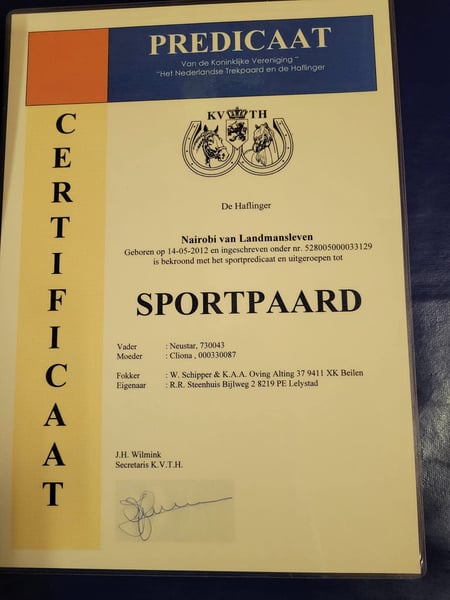 PREDICAAT
Van de Koninklijke Vereniging "
"Het Nederlandse Trekpaard en de Haflinger
CERTIFICAAT
KV TH
De Haflinger
Nairobi van Landmansleven
Geboren op 14-05-2012 en ingeschreven onder nr. 528005000033129
is bekroond met het sportpredicaat en uitgeroepen tot
SPORTPAARD
Vader : Neustar, 730043
Moeder : Cliona , 000330087
Fokker : W. Schipper & K.A.A. Oving Alting 37 9411 XK Beilen
Eigenaar : R.R. Steenhuis Bijlweg 2 8219 PE Lelystad
J.H. Wilmink
Secretaris K.V.T.H.